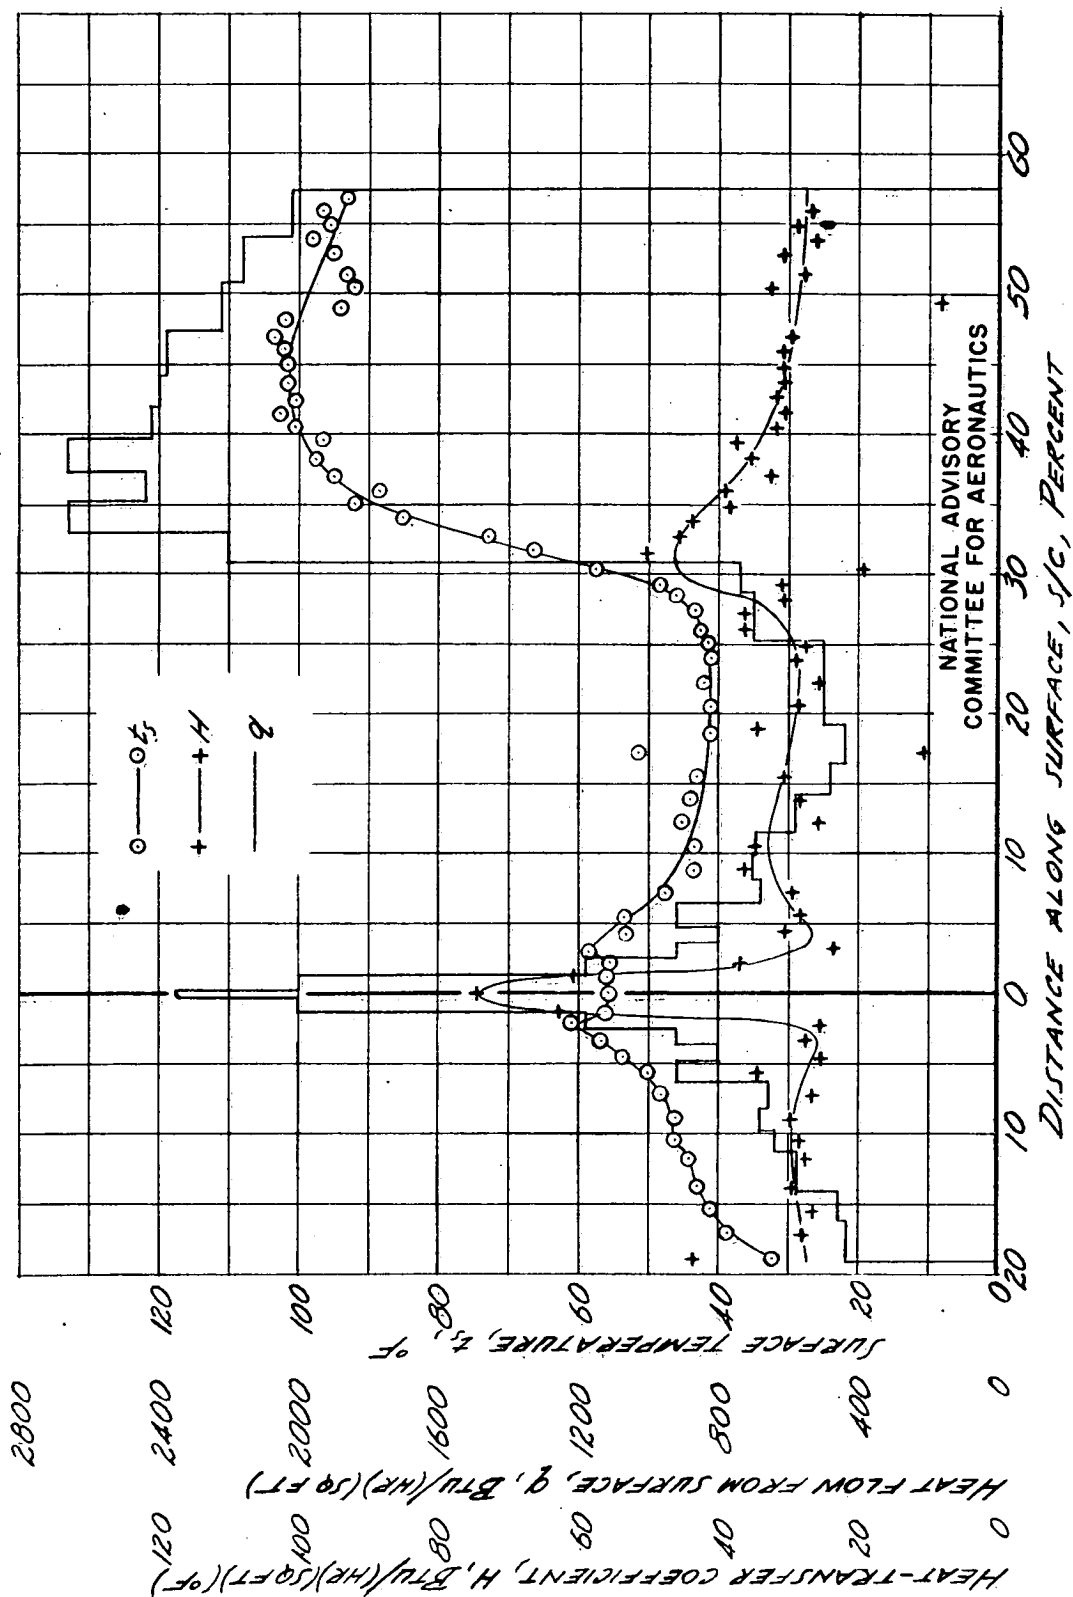 HEAT-TRANSFER COEFFICIENT, H, BTU/(HR)(SQ FT)(°F)
120
100
80
60
40
20
0
HEAT FLOW FROM SURFACE, q, BTU/(HR)(SQ FT)
2800
2400
2000
1600
1200
800
400
0
SURFACE TEMPERATURE, ts, °F
120
100
80
60
40
20
0
ts
H
q
NATIONAL ADVISORY
COMMITTEE FOR AERONAUTICS
20 10 0 10 20 30 40 50 60
DISTANCE ALONG SURFACE, s/c, PERCENT